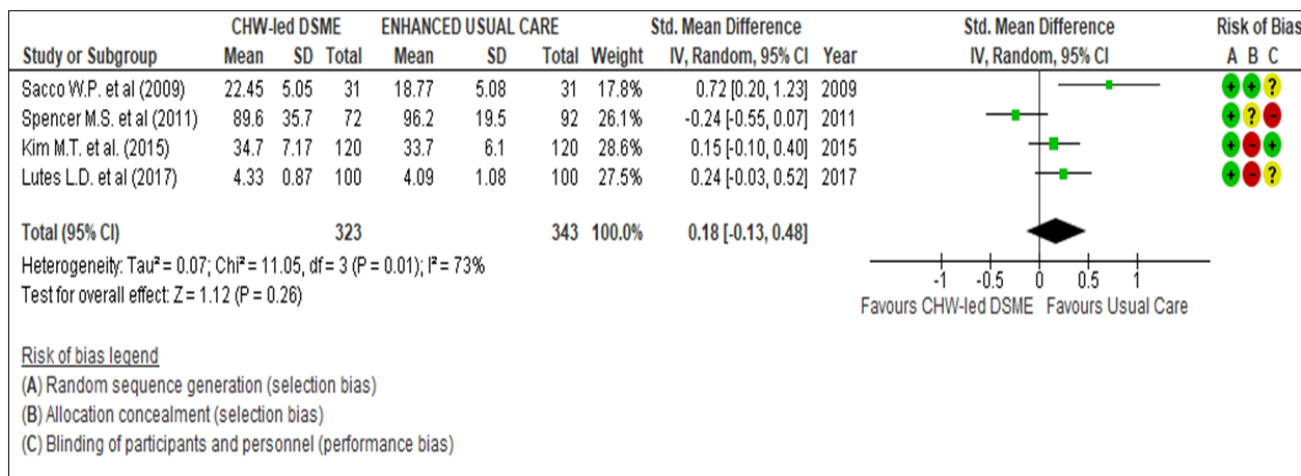 CHW-led DSME ENHANCED USUAL CARE Std. Mean Difference Std. Mean Difference Risk of Bias
Study or Subgroup Mean SD Total Mean SD Total Weight IV, Random, 95% CI Year IV, Random, 95% CI A B C
Sacco W.P. et al (2009) 22.45 5.05 31 18.77 5.08 31 17.8% 0.72 [0.20, 1.23] 2009 + + ?
Spencer M.S. et al (2011) 89.6 35.7 72 96.2 19.5 92 26.1% -0.24 [-0.55, 0.07] 2011 + ? -
Kim M.T. et al. (2015) 34.7 7.17 120 33.7 6.1 120 28.6% 0.15 [-0.10, 0.40] 2015 + - +
Lutes L.D. et al (2017) 4.33 0.87 100 4.09 1.08 100 27.5% 0.24 [-0.03, 0.52] 2017 + - ?
Total (95% CI) 323 343 100.0% 0.18 [-0.13, 0.48]
Heterogeneity: Tau² = 0.07; Chi² = 11.05, df = 3 (P = 0.01); I² = 73%
Test for overall effect: Z = 1.12 (P = 0.26)
-1 -0.5 0 0.5 1
Favours CHW-led DSME Favours Usual Care
Risk of bias legend
(A) Random sequence generation (selection bias)
(B) Allocation concealment (selection bias)
(C) Blinding of participants and personnel (performance bias)